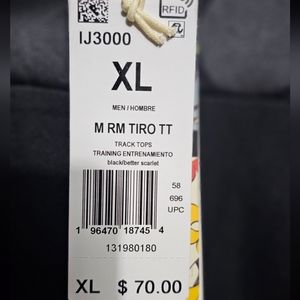 RFID
IJ3000
XL
MEN / HOMBRE
M RM TIRO TT
TRACK TOPS
TRAINING ENTRENAMIENTO
black/better scarlet
58
696
UPC
1 96470 18745 4
131980180
XL $ 70.00